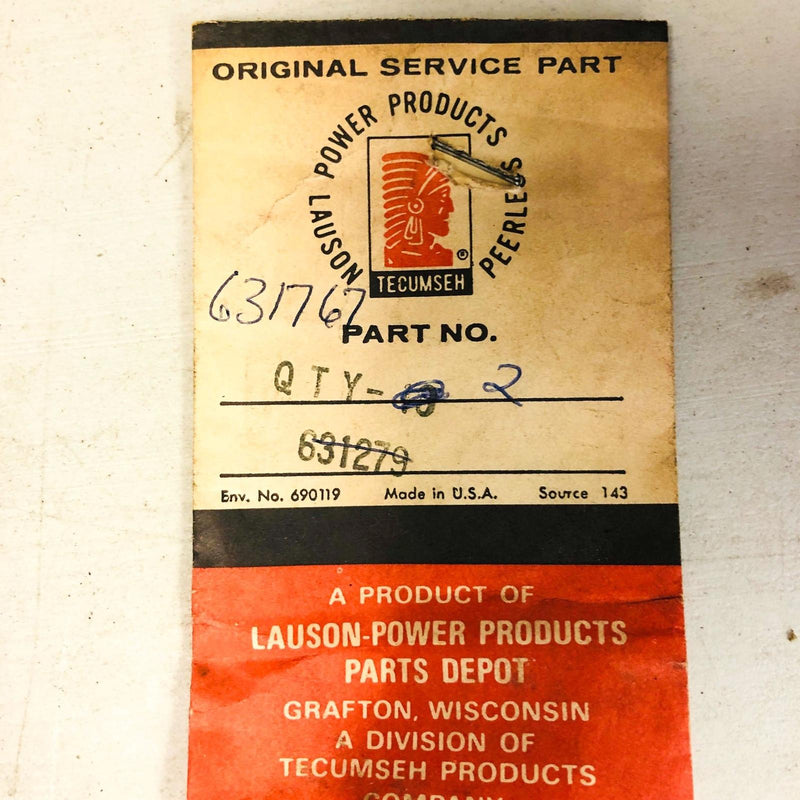 ORIGINAL SERVICE PART
LAUSON POWER PRODUCTS PEERLESS
®
TECUMSEH
631767
PART NO.
QTY- 2
631279
Env. No. 690119 Made in U.S.A. Source 143
A PRODUCT OF
LAUSON-POWER PRODUCTS
PARTS DEPOT
GRAFTON, WISCONSIN
A DIVISION OF
TECUMSEH PRODUCTS
COMPANY